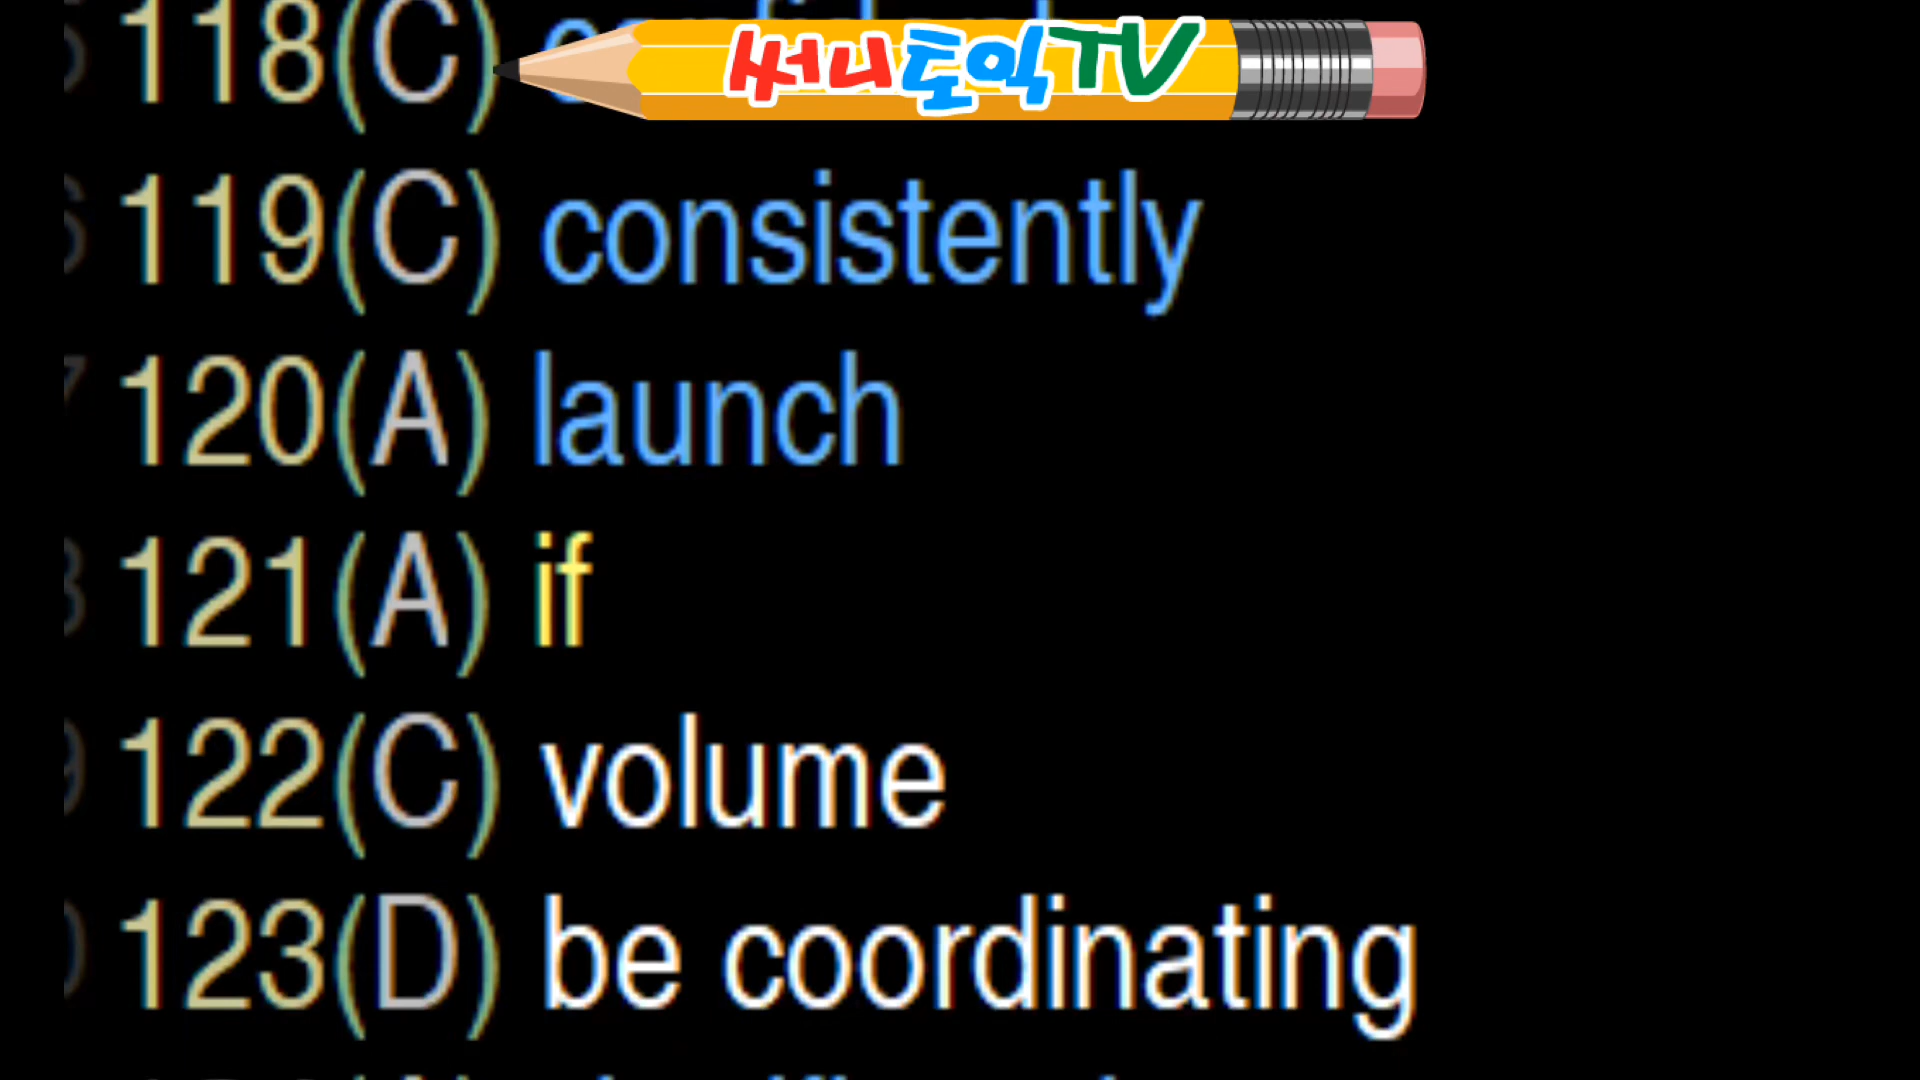 118(C)
써니토익TV
119(C) consistently
120(A) launch
121(A) if
122(C) volume
123(D) be coordinating